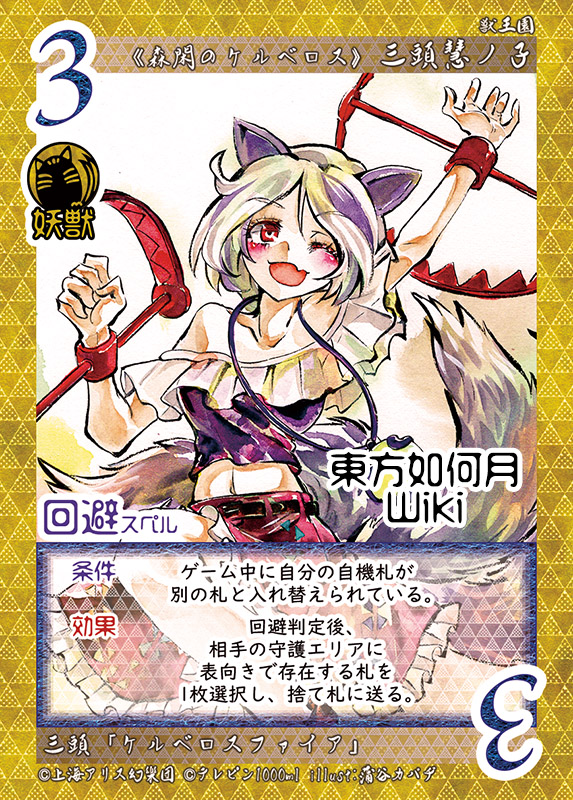 獣王園
3
《森閑のケルベロス》 三頭慧ノ子
妖獣
東方如何月
Wiki
回避スペル
条件
ゲーム中に自分の自機札が
別の札と入れ替えられている。
効果
回避判定後、
相手の守護エリアに
表向きで存在する札を
1枚選択し、捨て札に送る。
3
三頭「ケルベロスファイア」
©上海アリス幻樂団 ©テレピン1000ml illust:蒲谷カバヂ